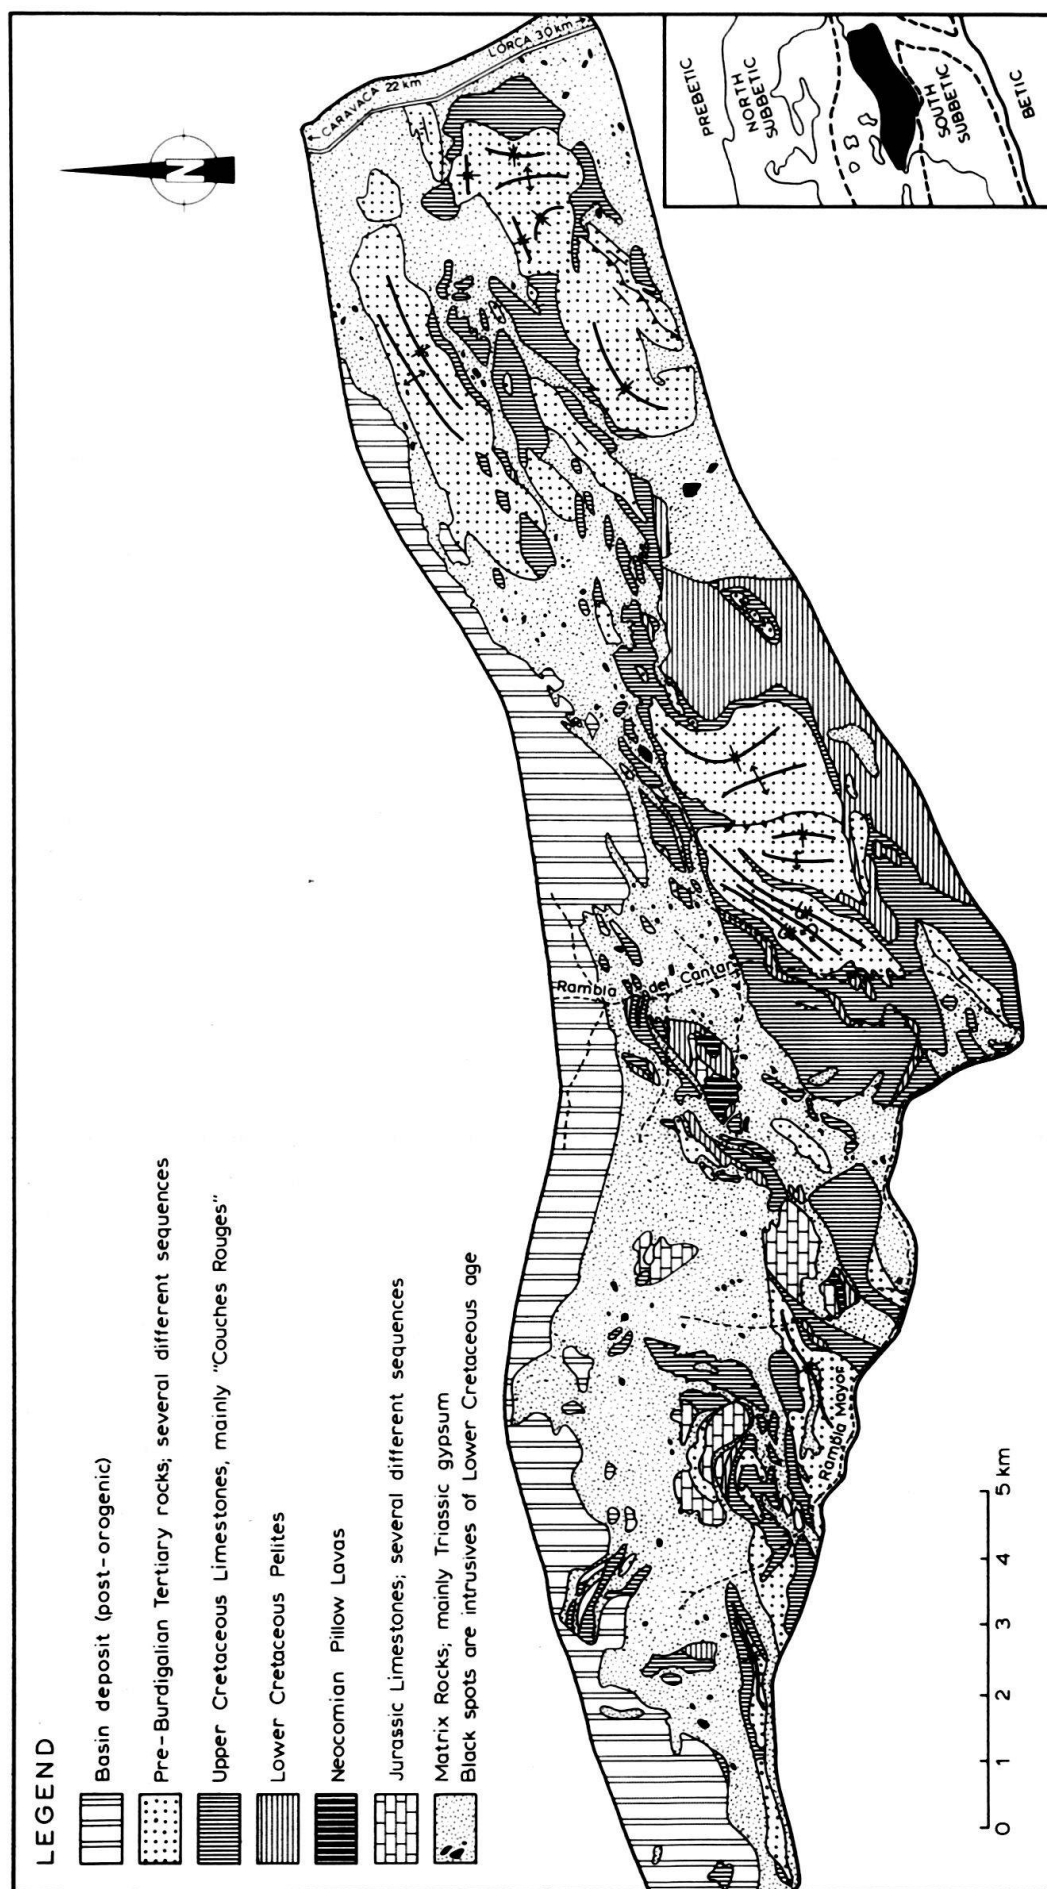 LEGEND
Basin deposit (post-orogenic)
Pre-Burdigalian Tertiary rocks; several different sequences
Upper Cretaceous Limestones, mainly "Couches Rouges"
Lower Cretaceous Pelites
Neocomian Pillow Lavas
Jurassic Limestones; several different sequences
Matrix Rocks; mainly Triassic gypsum
Black spots are intrusives of Lower Cretaceous age
0 1 2 3 4 5 km
Rambla Mayor
Rambla del Cantar
N
CARAVACA 22 km
LORCA 30 km
PREBETIC
NORTH
SUBBETIC
SOUTH
SUBBETIC
BETIC